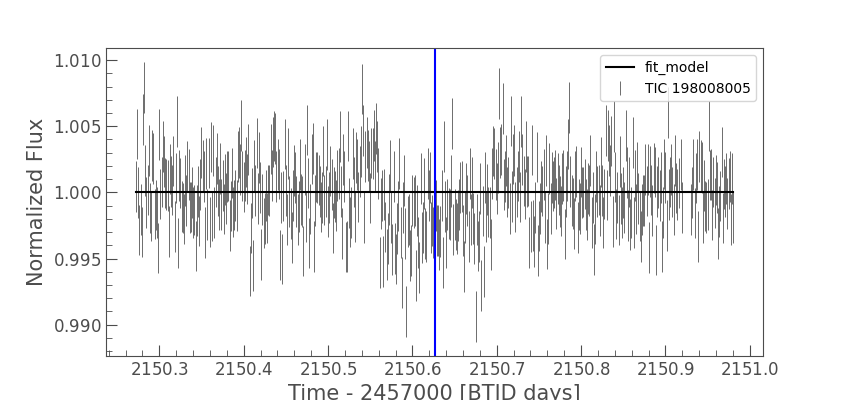 1.010
1.005
1.000
0.995
0.990
Normalized Flux
fit_model
TIC 198008005
2150.3 2150.4 2150.5 2150.6 2150.7 2150.8 2150.9 2151.0
Time - 2457000 [BTJD days]